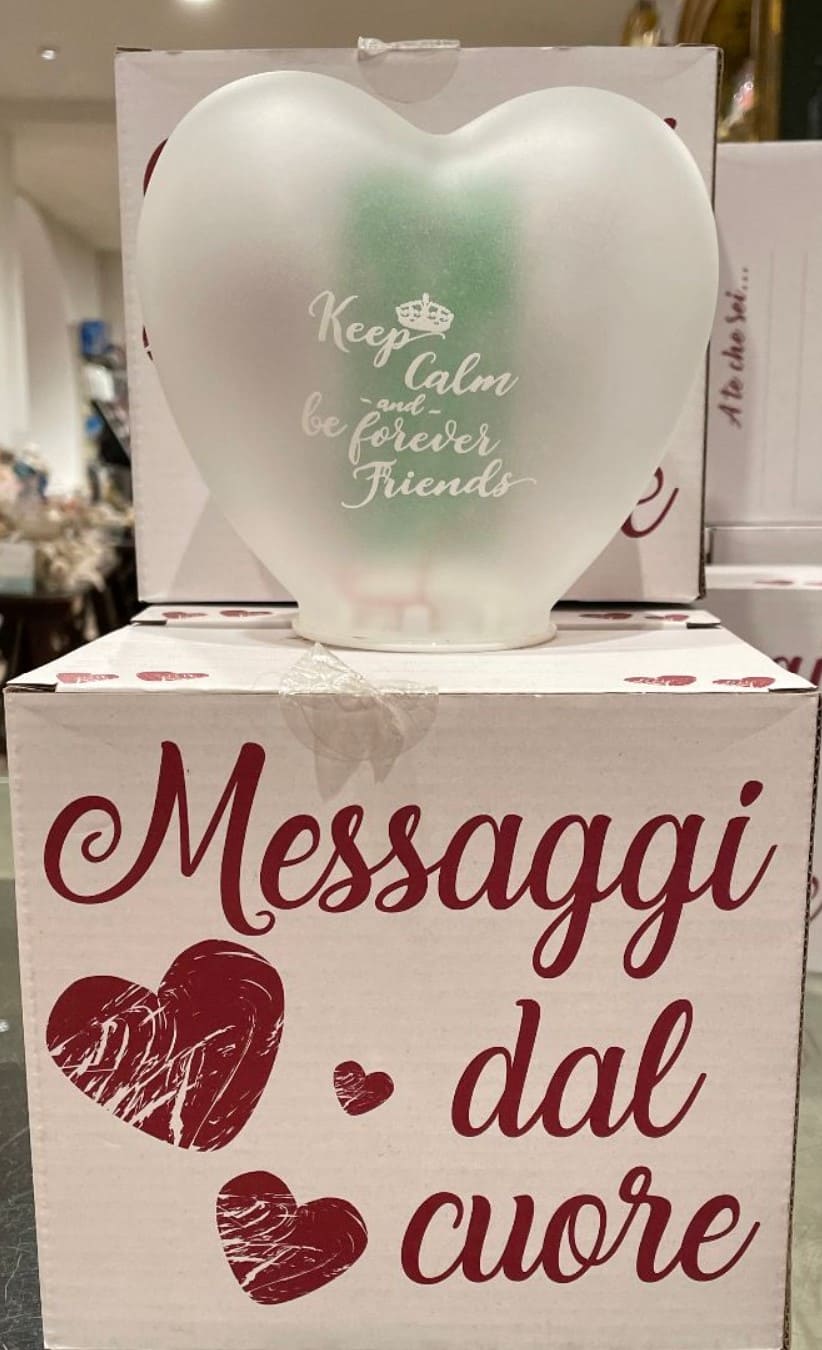 Keep
Calm
-and-
be forever
Friends
A te che sei...
Messaggi
dal
cuore